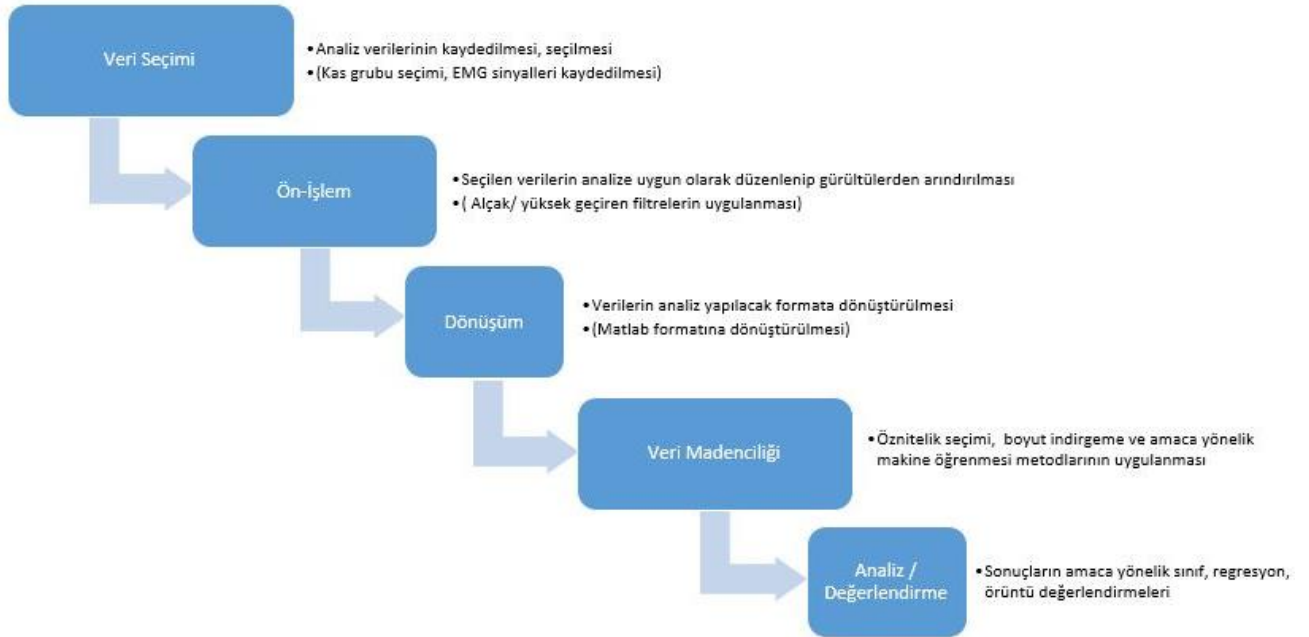 Veri Seçimi
•Analiz verilerinin kaydedilmesi, seçilmesi
•(Kas grubu seçimi, EMG sinyalleri kaydedilmesi)
Ön-İşlem
•Seçilen verilerin analize uygun olarak düzenlenip gürültülerden arındırılması
•( Alçak/ yüksek geçiren filtrelerin uygulanması)
Dönüşüm
•Verilerin analiz yapılacak formata dönüştürülmesi
•(Matlab formatına dönüştürülmesi)
Veri Madenciliği
•Öznitelik seçimi, boyut indirgeme ve amaca yönelik
makine öğrenmesi metodlarının uygulanması
Analiz /
Değerlendirme
•Sonuçların amaca yönelik sınıf, regresyon,
örüntü değerlendirmeleri